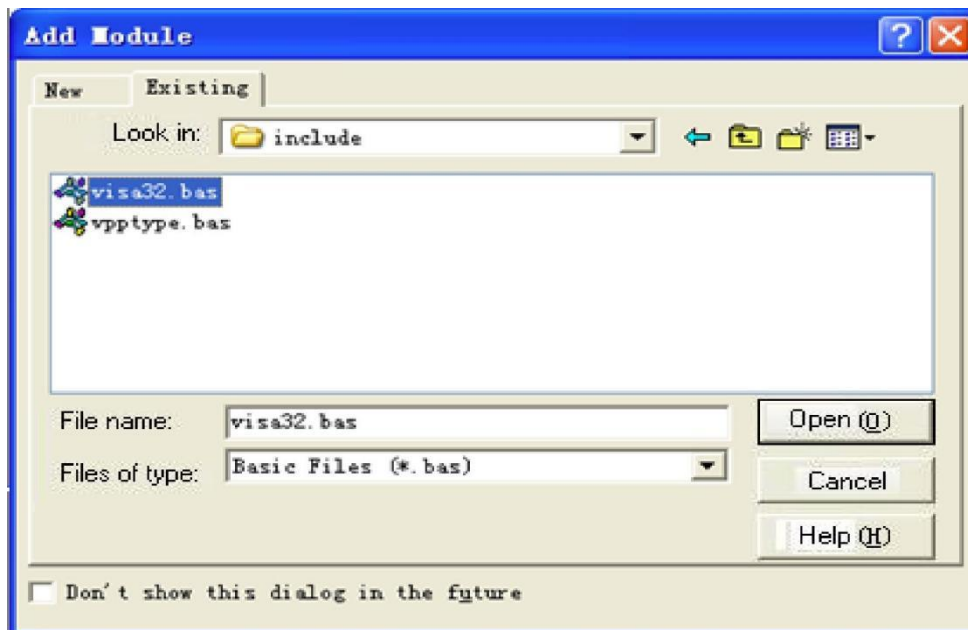 Add Module
New Existing
Look in: include
visa32.bas
vpptype.bas
File name: visa32.bas Open (O)
Files of type: Basic Files (*.bas)
Cancel
Help (H)
Don't show this dialog in the future